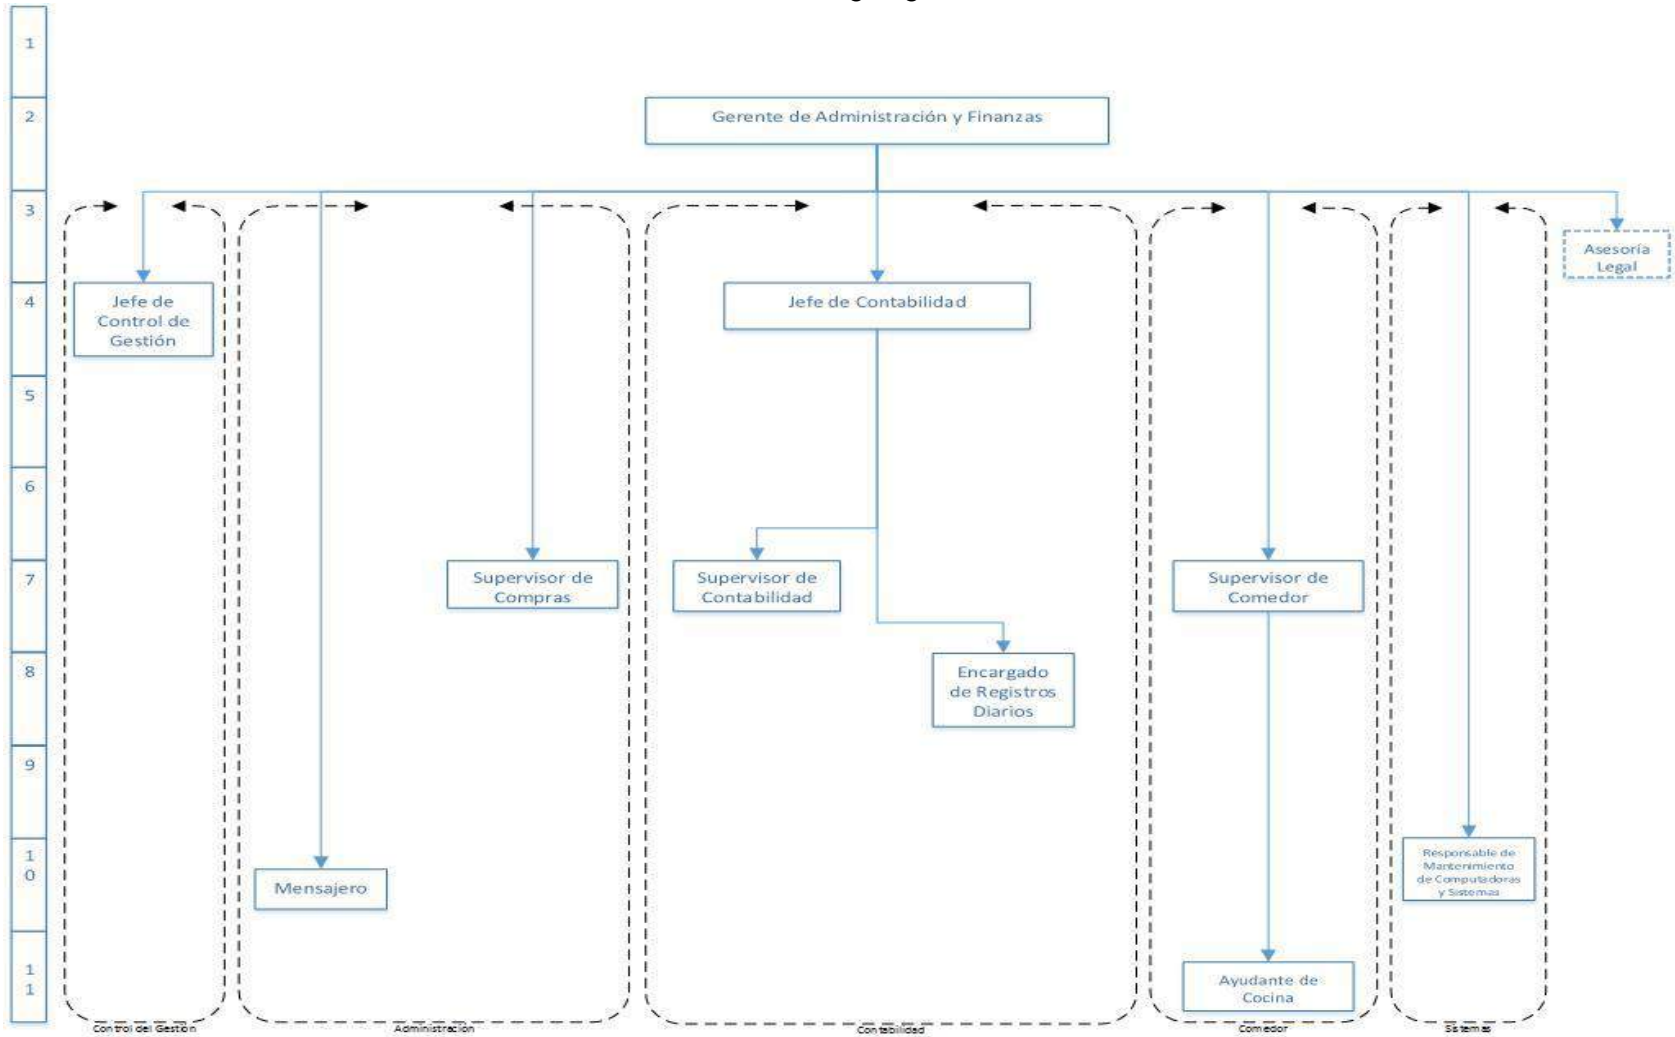 1
2
Gerente de Administración y Finanzas
3
Asesoría
Legal
4
Jefe de
Control de
Gestión
Jefe de Contabilidad
5
6
7
Supervisor de
Compras
Supervisor de
Contabilidad
Supervisor de
Comedor
8
Encargado
de Registros
Diarios
9
1
0
Mensajero
Responsable de
Mantenimiento
de Computadoras
y Sistemas
1
1
Ayudante de
Cocina
Control del Gestión
Administración
Contabilidad
Comedor
Sistemas